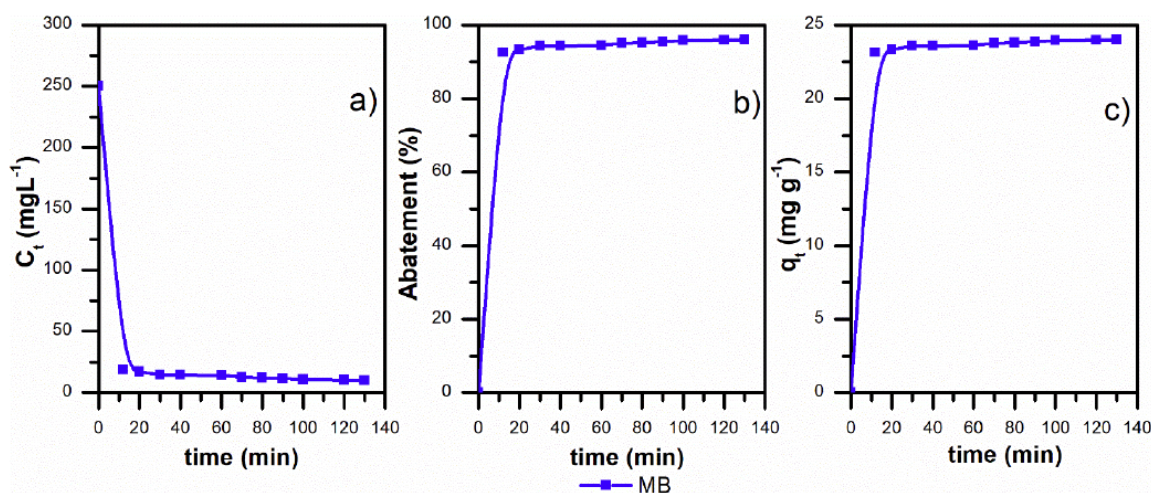 300
250
200
150
100
50
0
C_t (mgL⁻¹)
a)
0 20 40 60 80 100 120 140
time (min)
100
80
60
40
20
0
Abatement (%)
b)
0 20 40 60 80 100 120 140
time (min)
25
20
15
10
5
0
q_t (mg g⁻¹)
c)
0 20 40 60 80 100 120 140
time (min)
MB